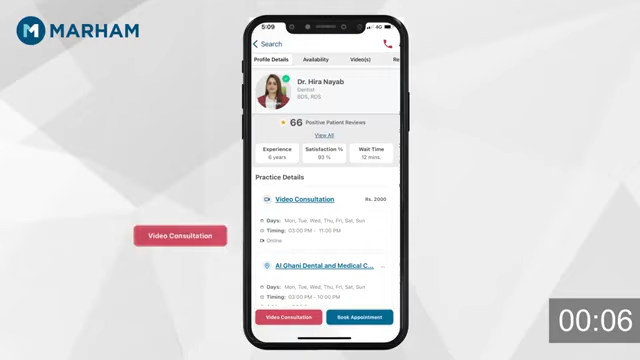 MARHAM
5:09
4G
Search
Profile Details Availability Video(s) Re
Dr. Hira Nayab
Dentist
BDS, RDS
66 Positive Patient Reviews
View All
Experience
6 years
Satisfaction %
93 %
Wait Time
12 mins.
Practice Details
Video Consultation Rs. 2000
Days: Mon, Tue, Wed, Thu, Fri, Sat, Sun
Timing: 03:00 PM - 11:00 PM
Online
Al Ghani Dental and Medical C...
Days: Mon, Tue, Wed, Thu, Fri, Sat, Sun
Timing: 02:00 PM - 10:00 PM
Video Consultation Book Appointment
Video Consultation
00:06